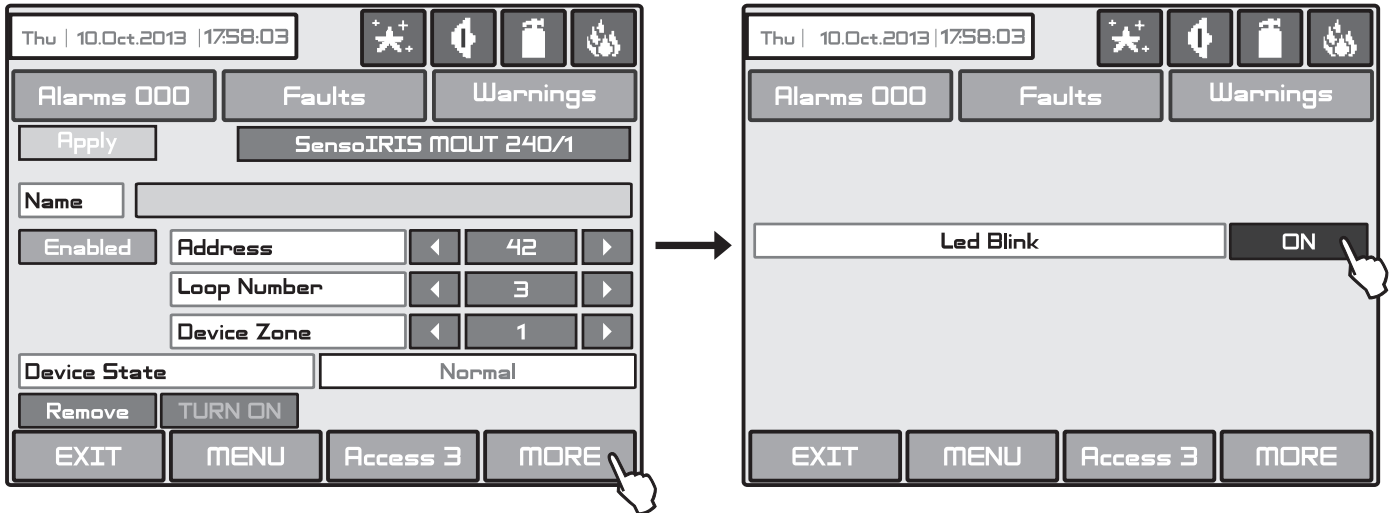 Thu | 10.Oct.2013 | 17:58:03
Alarms 000 Faults Warnings
Apply SensoIRIS MOUT 240/1
Name
Enabled Address 42
Loop Number 3
Device Zone 1
Device State Normal
Remove TURN ON
EXIT MENU Access 3 MORE
Thu | 10.Oct.2013 | 17:58:03
Alarms 000 Faults Warnings
Led Blink ON
EXIT MENU Access 3 MORE